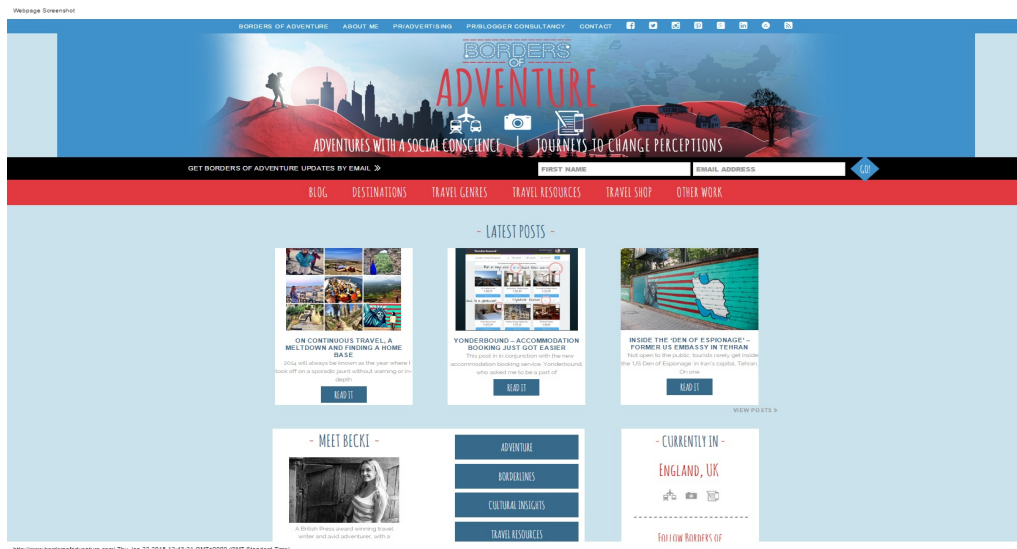 Webpage Screenshot
BORDERS OF ADVENTURE ABOUT ME PR/ADVERTISING PR/BLOGGER CONSULTANCY CONTACT
BORDERS
OF
ADVENTURE
ADVENTURES WITH A SOCIAL CONSCIENCE | JOURNEYS TO CHANGE PERCEPTIONS
GET BORDERS OF ADVENTURE UPDATES BY EMAIL » FIRST NAME EMAIL ADDRESS GO!
BLOG DESTINATIONS TRAVEL GENRES TRAVEL RESOURCES TRAVEL SHOP OTHER WORK
- LATEST POSTS -
ON CONTINUOUS TRAVEL, A
MELTDOWN AND FINDING A HOME
BASE
2014 will always be known as the year where I
took off on a sporadic jaunt without warning or in-
depth
READ IT
YONDERBOUND – ACCOMMODATION
BOOKING JUST GOT EASIER
This post in in conjunction with the new
accommodation booking service, Yonderbound,
who asked me to be a part of
READ IT
INSIDE THE 'DEN OF ESPIONAGE' –
FORMER US EMBASSY IN TEHRAN
Not open to the public, tourists rarely get inside
the 'US Den of Espionage' in Iran's capital, Tehran.
On one
READ IT
VIEW POSTS »
- MEET BECKI -
A British Press award winning travel
writer and avid adventurer, with a
ADVENTURE
BORDERLINES
CULTURAL INSIGHTS
TRAVEL RESOURCES
- CURRENTLY IN -
ENGLAND, UK
FOLLOW BORDERS OF